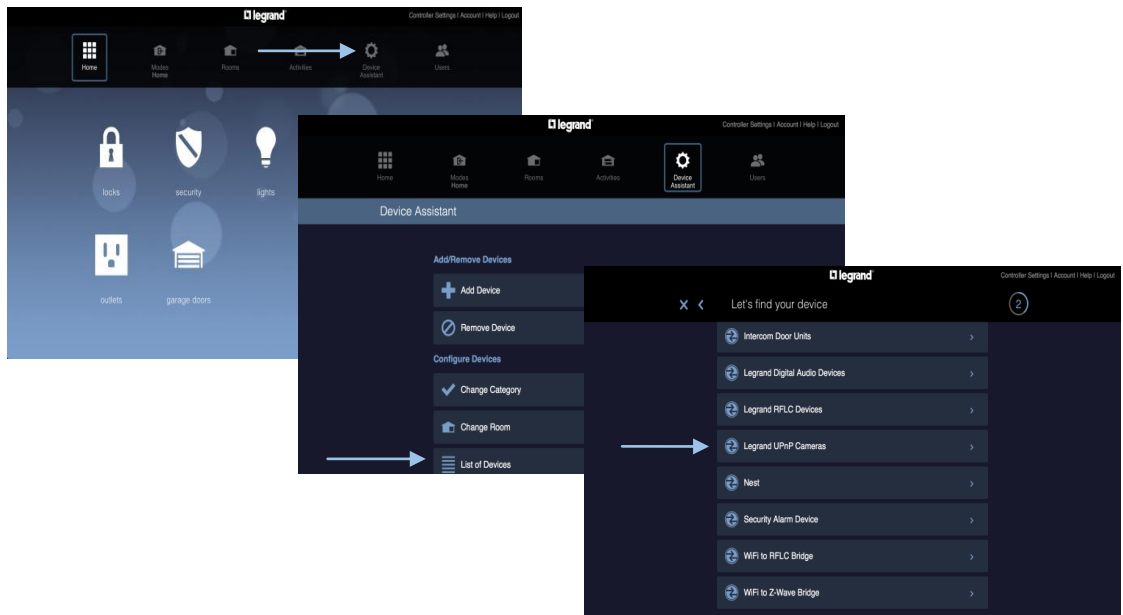 legrand
Controller Settings | Account | Help | Logout
Home
Modes
Home
Rooms
Activities
Device
Assistant
Users
locks
security
lights
outlets
garage doors
legrand
Controller Settings | Account | Help | Logout
Home
Modes
Home
Rooms
Activities
Device
Assistant
Users
Device Assistant
Add/Remove Devices
Add Device
Remove Device
Configure Devices
Change Category
Change Room
List of Devices
legrand
Controller Settings | Account | Help | Logout
Let's find your device
2
Intercom Door Units
Legrand Digital Audio Devices
Legrand RFLC Devices
Legrand UPnP Cameras
Nest
Security Alarm Device
WiFi to RFLC Bridge
WiFi to Z-Wave Bridge